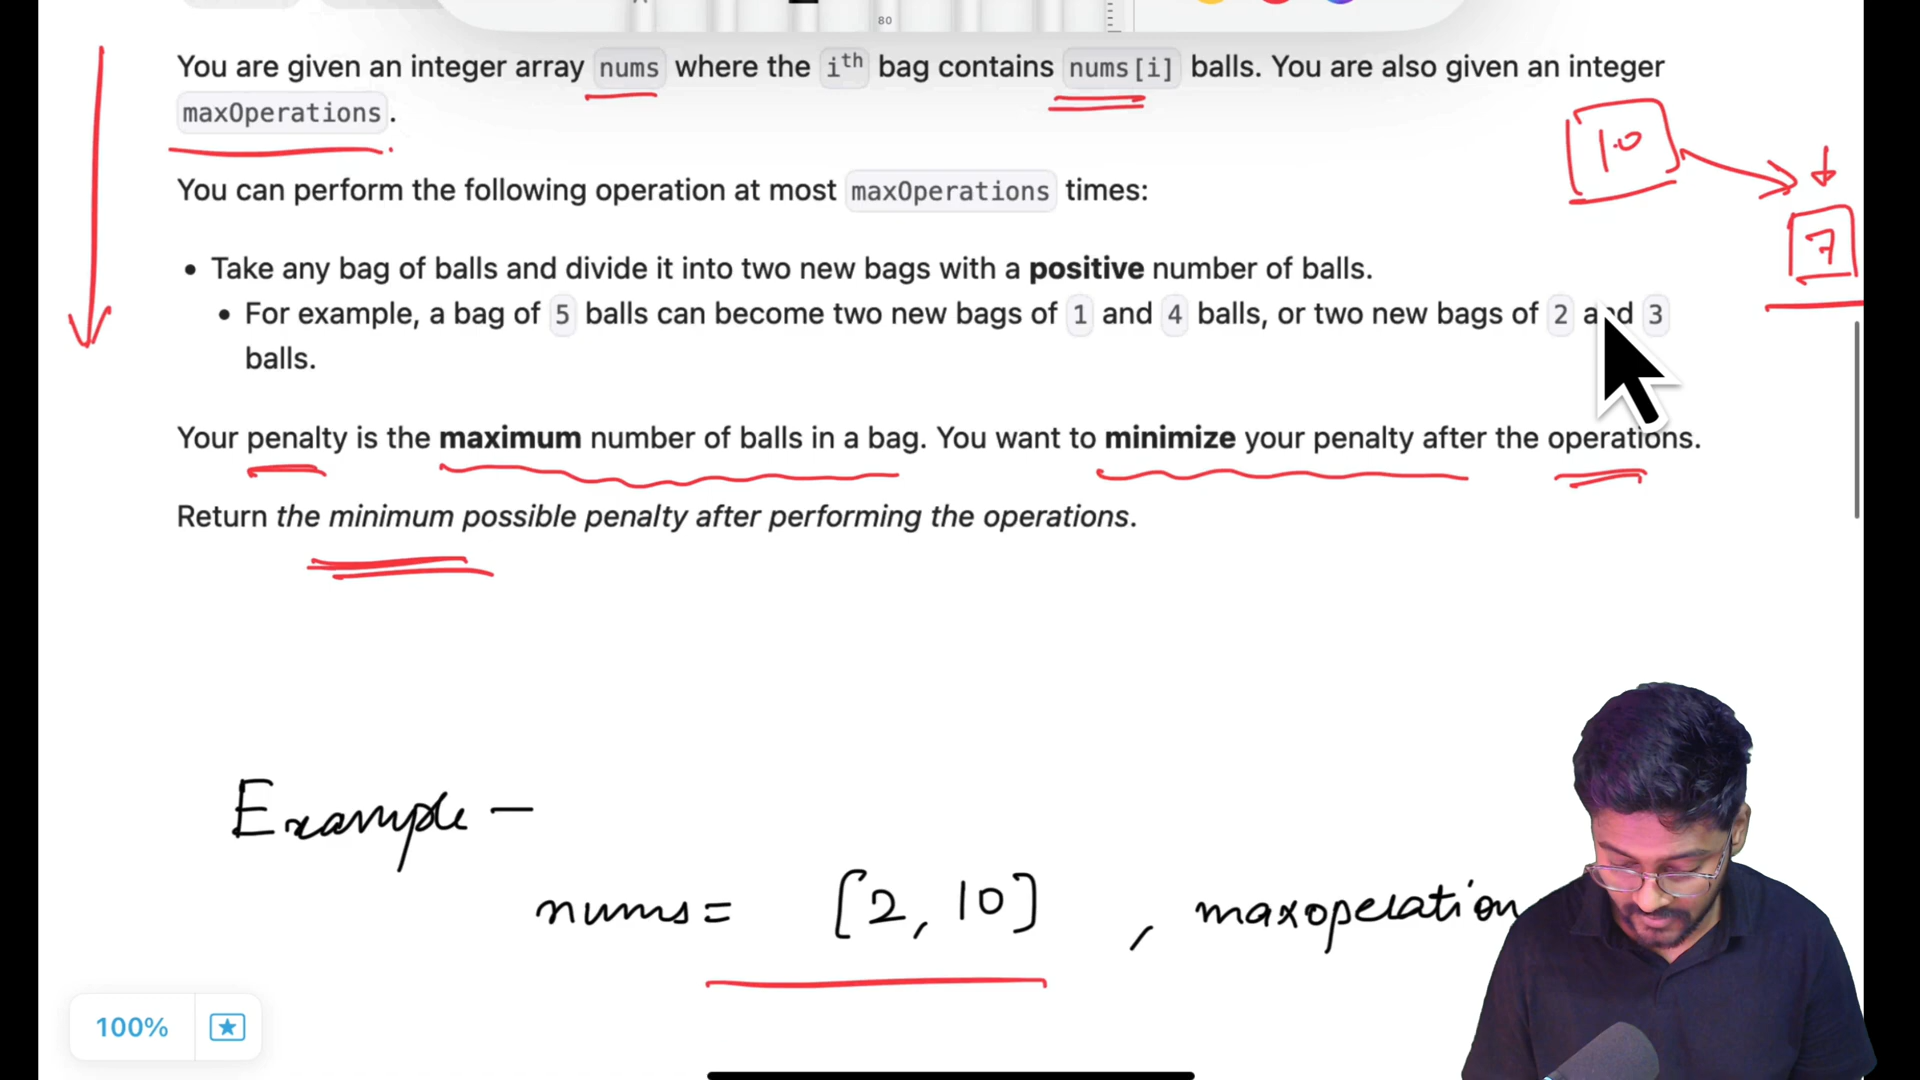 80
You are given an integer array nums where the ith bag contains nums[i] balls. You are also given an integer
maxOperations.
10
You can perform the following operation at most maxOperations times:
7
• Take any bag of balls and divide it into two new bags with a positive number of balls.
• For example, a bag of 5 balls can become two new bags of 1 and 4 balls, or two new bags of 2 and 3
balls.
Your penalty is the maximum number of balls in a bag. You want to minimize your penalty after the operations.
Return the minimum possible penalty after performing the operations.
Example -
nums = [2, 10] , maxoperation
100%